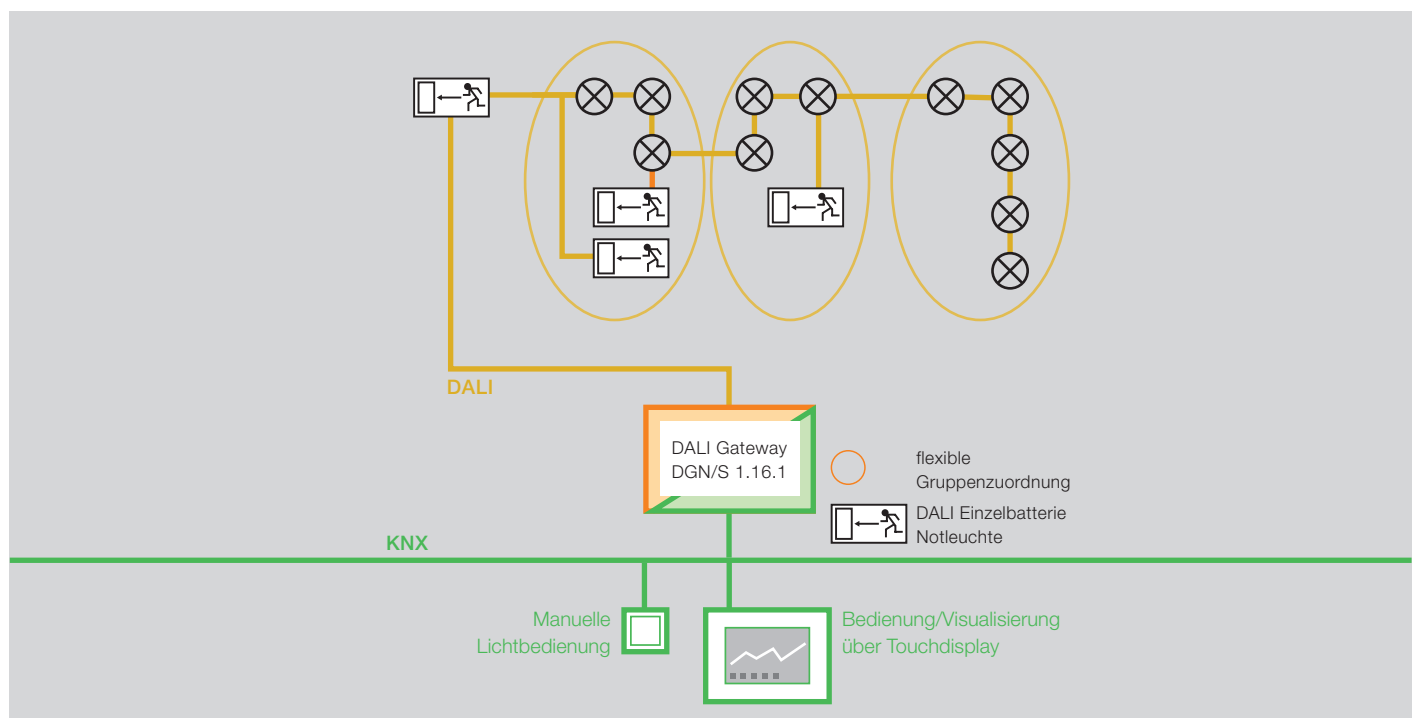 DALI
DALI Gateway
DGN/S 1.16.1
flexible
Gruppenzuordnung
DALI Einzelbatterie
Notleuchte
KNX
Manuelle
Lichtbedienung
Bedienung/Visualisierung
über Touchdisplay